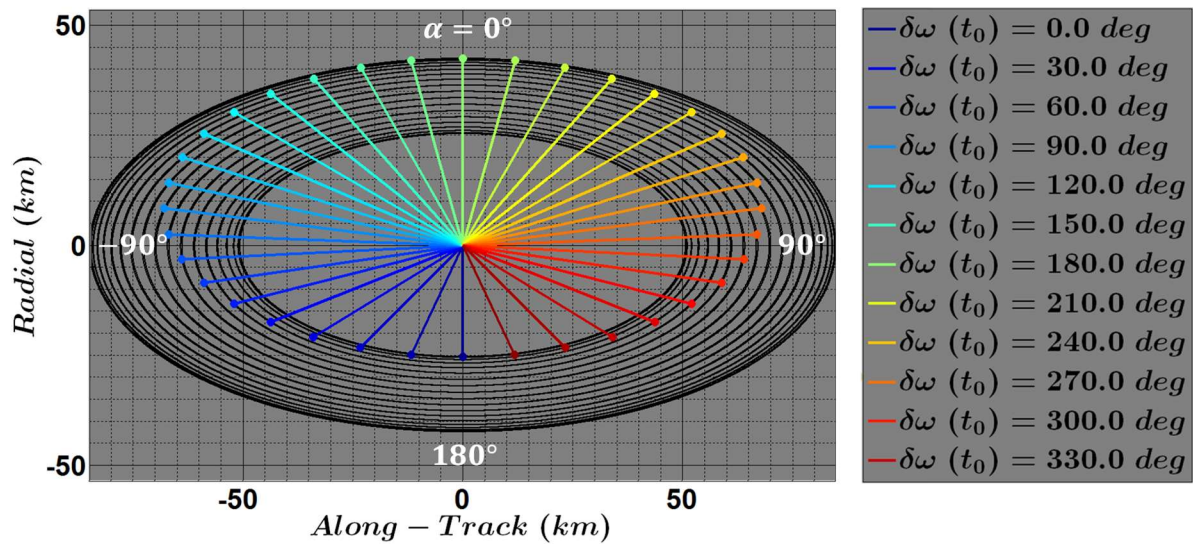 50
α = 0°
Radial (km)
0
−90°
90°
180°
-50
-50
0
50
Along − Track (km)
δω (t₀) = 0.0 deg
δω (t₀) = 30.0 deg
δω (t₀) = 60.0 deg
δω (t₀) = 90.0 deg
δω (t₀) = 120.0 deg
δω (t₀) = 150.0 deg
δω (t₀) = 180.0 deg
δω (t₀) = 210.0 deg
δω (t₀) = 240.0 deg
δω (t₀) = 270.0 deg
δω (t₀) = 300.0 deg
δω (t₀) = 330.0 deg